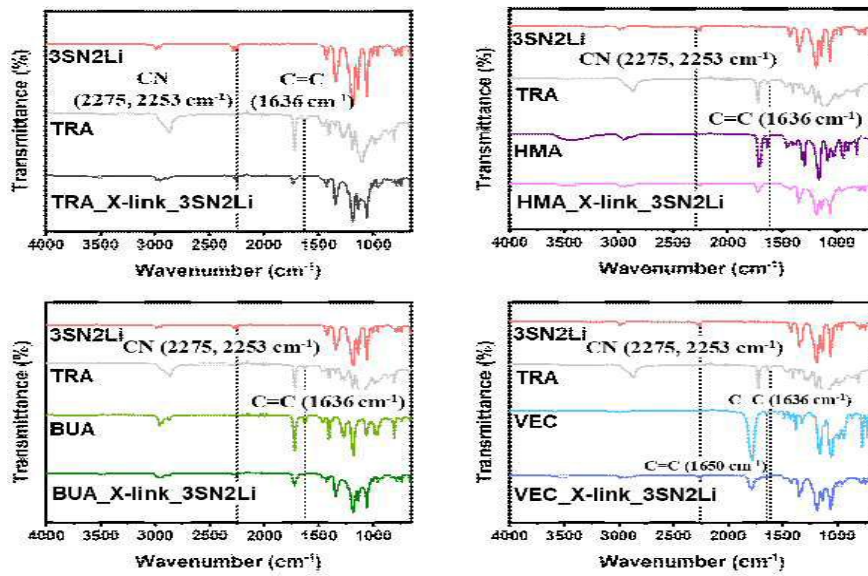 Transmittance (%)
3SN2Li
CN
(2275, 2253 cm⁻¹)
C=C
(1636 cm⁻¹)
TRA
TRA_X-link_3SN2Li
4000 3500 3000 2500 2000 1500 1000
Wavenumber (cm⁻¹)
Transmittance (%)
3SN2Li
CN (2275, 2253 cm⁻¹)
TRA
C=C (1636 cm⁻¹)
HMA
HMA_X-link_3SN2Li
4000 3500 3000 2500 2000 1500 1000
Wavenumber (cm⁻¹)
Transmittance (%)
3SN2Li
CN (2275, 2253 cm⁻¹)
TRA
C=C (1636 cm⁻¹)
BUA
BUA_X-link_3SN2Li
4000 3500 3000 2500 2000 1500 1000
Wavenumber (cm⁻¹)
Transmittance (%)
3SN2Li
CN (2275, 2253 cm⁻¹)
TRA
C C (1636 cm⁻¹)
VEC
C=C (1650 cm⁻¹)
VEC_X-link_3SN2Li
4000 3500 3000 2500 2000 1500 1000
Wavenumber (cm⁻¹)